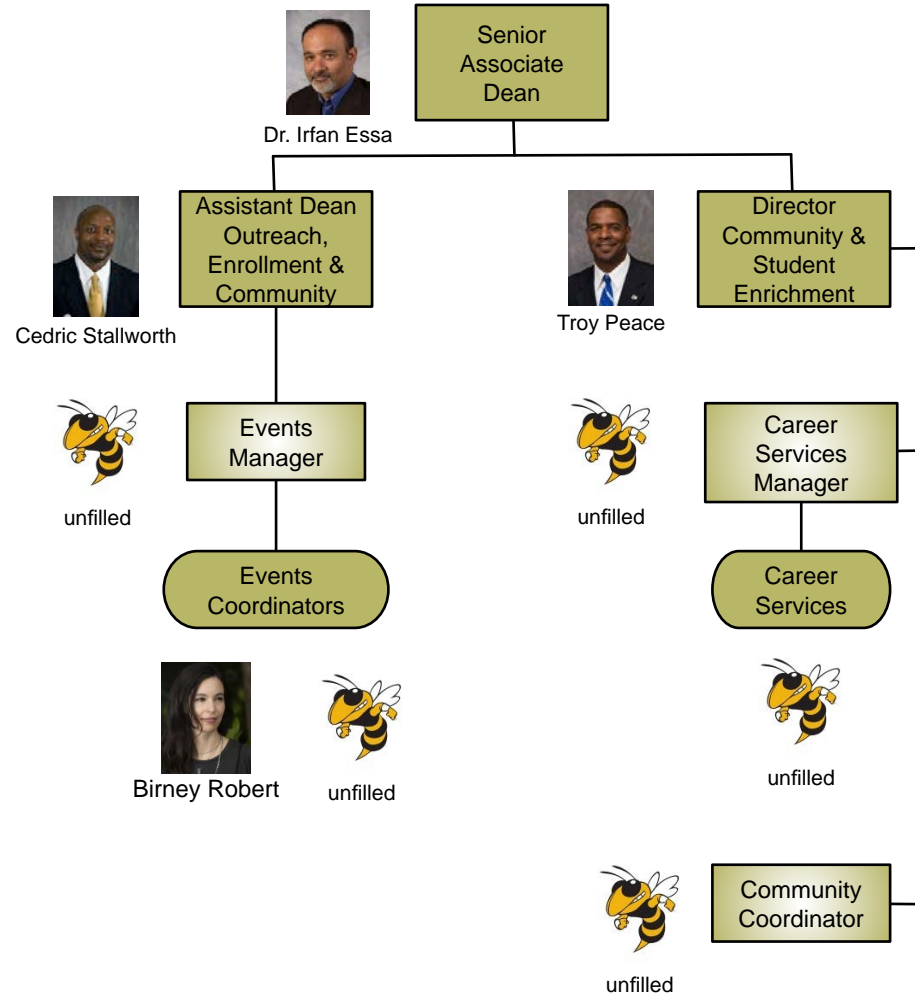 Senior
Associate
Dean
Dr. Irfan Essa
Assistant Dean
Outreach,
Enrollment &
Community
Cedric Stallworth
Director
Community &
Student
Enrichment
Troy Peace
Events
Manager
unfilled
Career
Services
Manager
unfilled
Events
Coordinators
Career
Services
Birney Robert
unfilled
unfilled
Community
Coordinator
unfilled